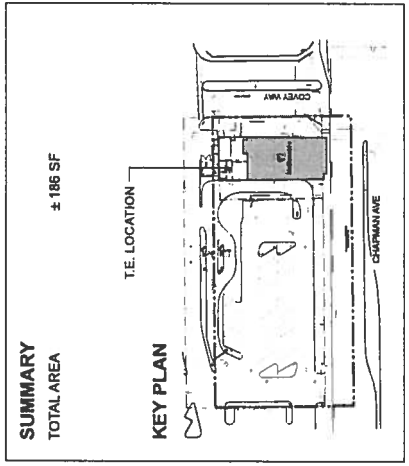 SUMMARY
TOTAL AREA ± 186 SF
T.E. LOCATION
KEY PLAN
COVEY WAY
CHAPMAN AVE